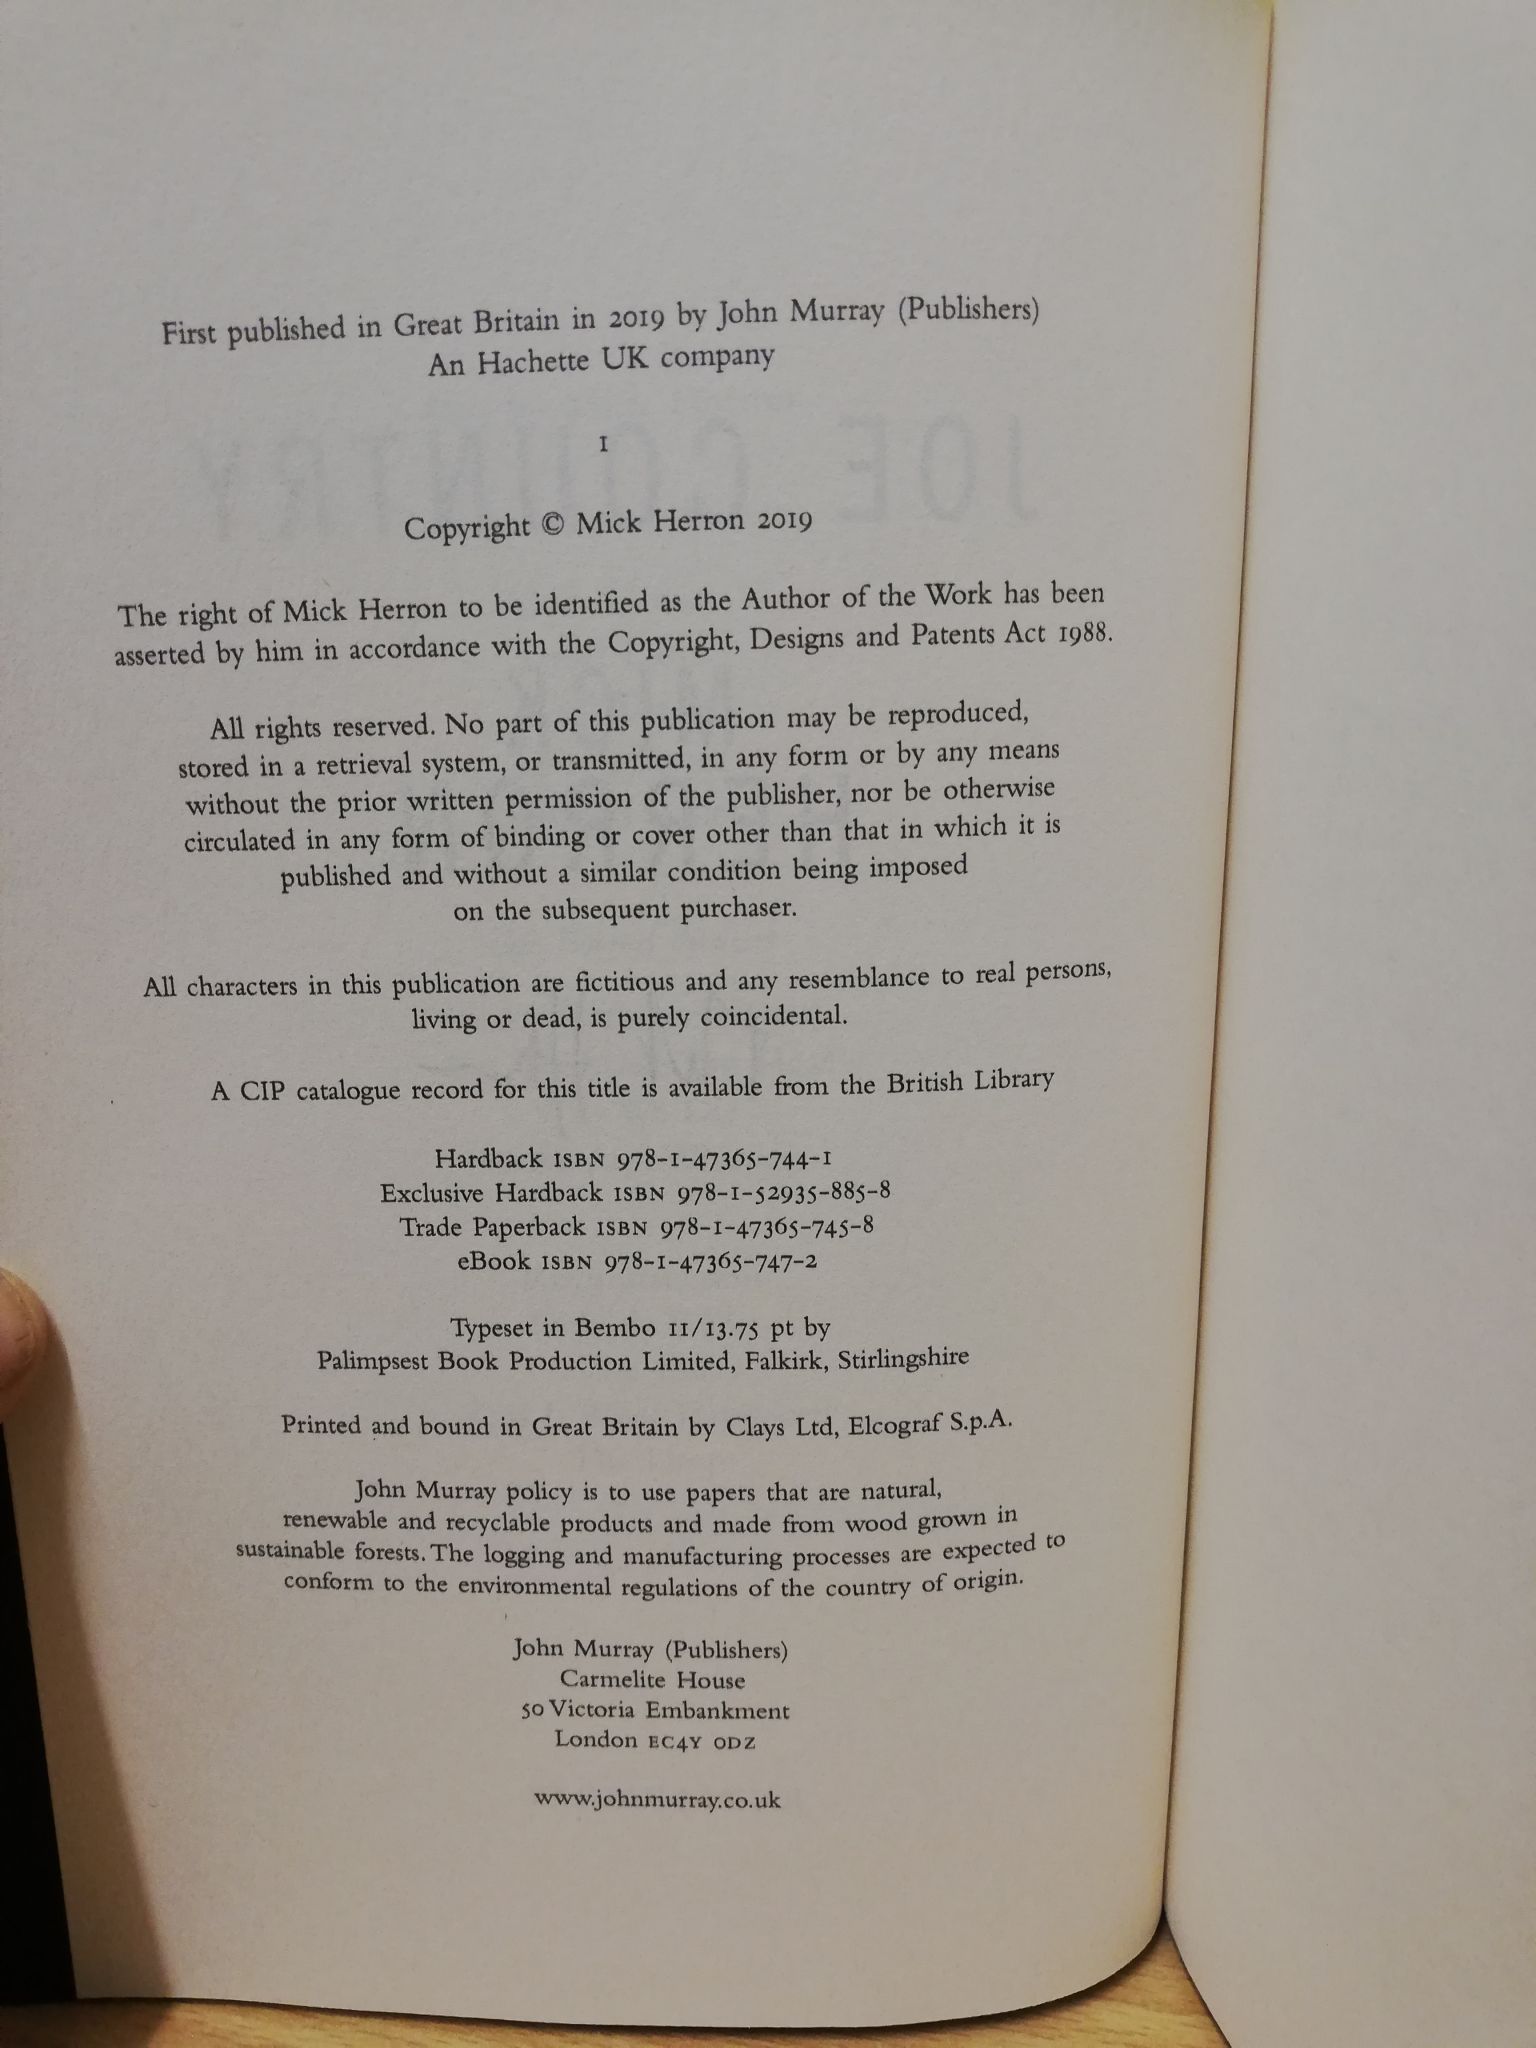 First published in Great Britain in 2019 by John Murray (Publishers)
An Hachette UK company
1
Copyright © Mick Herron 2019
The right of Mick Herron to be identified as the Author of the Work has been
asserted by him in accordance with the Copyright, Designs and Patents Act 1988.
All rights reserved. No part of this publication may be reproduced,
stored in a retrieval system, or transmitted, in any form or by any means
without the prior written permission of the publisher, nor be otherwise
circulated in any form of binding or cover other than that in which it is
published and without a similar condition being imposed
on the subsequent purchaser.
All characters in this publication are fictitious and any resemblance to real persons,
living or dead, is purely coincidental.
A CIP catalogue record for this title is available from the British Library
Hardback ISBN 978-1-47365-744-1
Exclusive Hardback ISBN 978-1-52935-885-8
Trade Paperback ISBN 978-1-47365-745-8
eBook ISBN 978-1-47365-747-2
Typeset in Bembo 11/13.75 pt by
Palimpsest Book Production Limited, Falkirk, Stirlingshire
Printed and bound in Great Britain by Clays Ltd, Elcograf S.p.A.
John Murray policy is to use papers that are natural,
renewable and recyclable products and made from wood grown in
sustainable forests. The logging and manufacturing processes are expected to
conform to the environmental regulations of the country of origin.
John Murray (Publishers)
Carmelite House
50 Victoria Embankment
London EC4Y 0DZ
www.johnmurray.co.uk